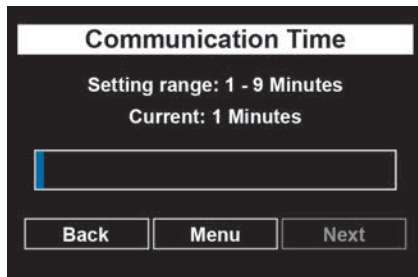 Communication Time
Setting range: 1 - 9 Minutes
Current: 1 Minutes
Back Menu Next